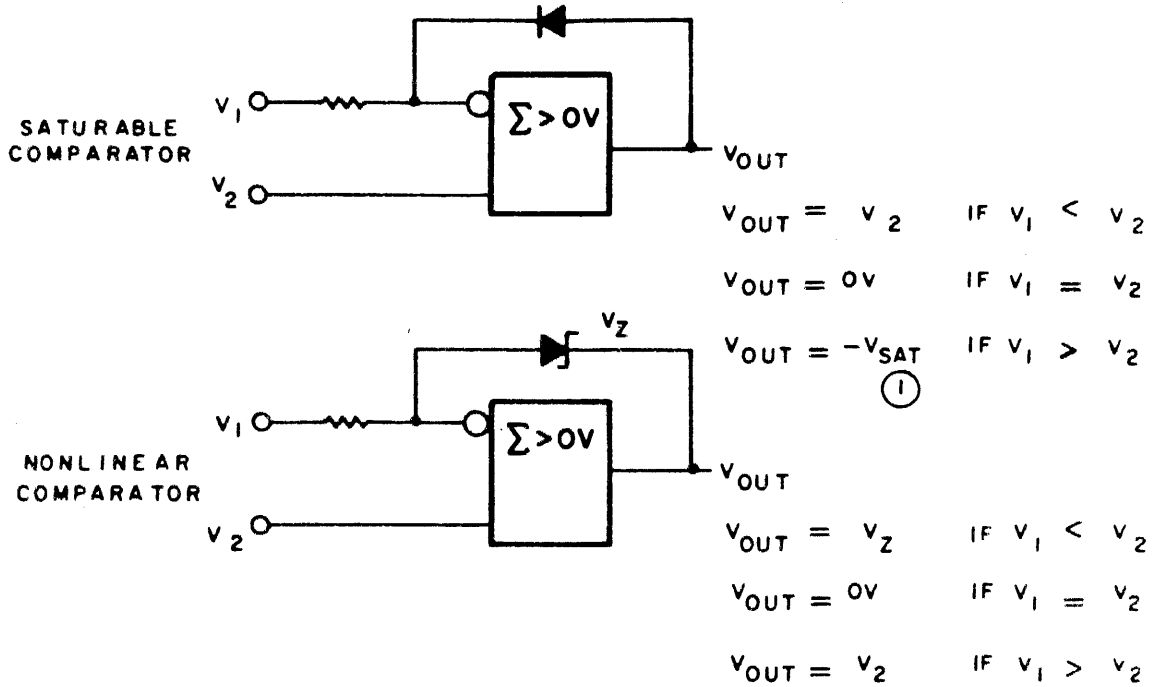 SATURABLE
COMPARATOR
V1
V2
Σ>0V
VOUT
VOUT = V2 IF V1 < V2
VOUT = 0V IF V1 = V2
VOUT = -VSAT IF V1 > V2
1
NONLINEAR
COMPARATOR
VZ
V1
V2
Σ>0V
VOUT
VOUT = VZ IF V1 < V2
VOUT = 0V IF V1 = V2
VOUT = V2 IF V1 > V2